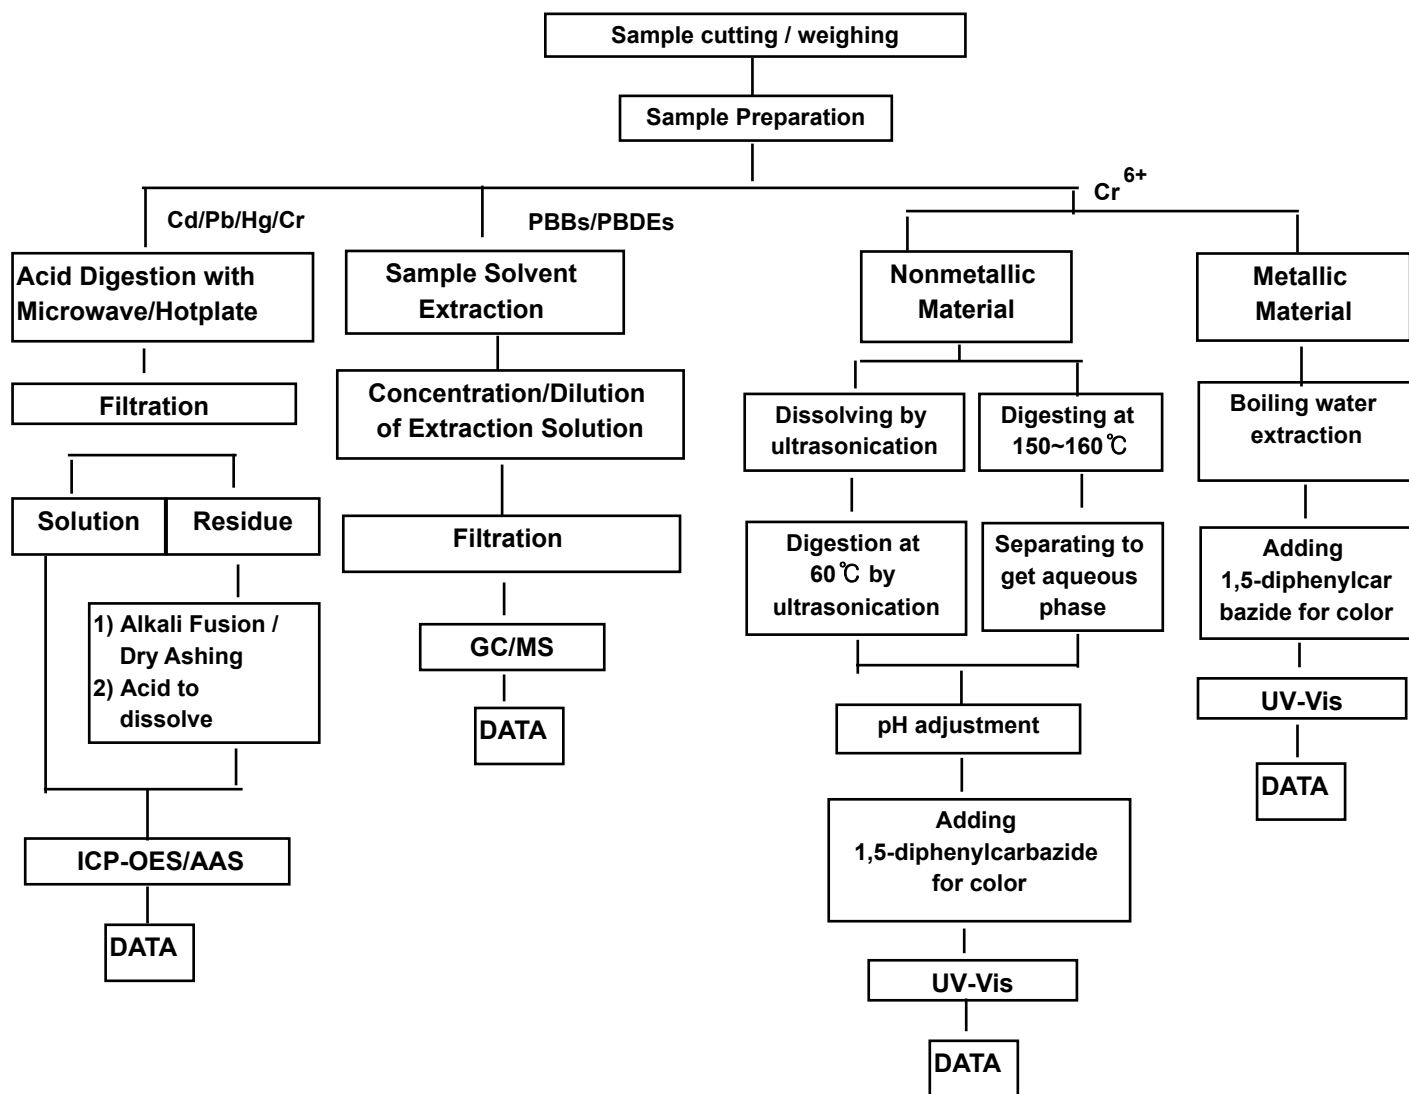 Sample cutting / weighing
Sample Preparation
Cd/Pb/Hg/Cr
Acid Digestion with
Microwave/Hotplate
Filtration
Solution
Residue
1) Alkali Fusion /
Dry Ashing
2) Acid to
dissolve
ICP-OES/AAS
DATA
PBBs/PBDEs
Sample Solvent
Extraction
Concentration/Dilution
of Extraction Solution
Filtration
GC/MS
DATA
Cr 6+
Nonmetallic
Material
Dissolving by
ultrasonication
Digestion at
60℃ by
ultrasonication
Digesting at
150~160℃
Separating to
get aqueous
phase
pH adjustment
Adding
1,5-diphenylcarbazide
for color
UV-Vis
DATA
Metallic
Material
Boiling water
extraction
Adding
1,5-diphenylcar
bazide for color
UV-Vis
DATA